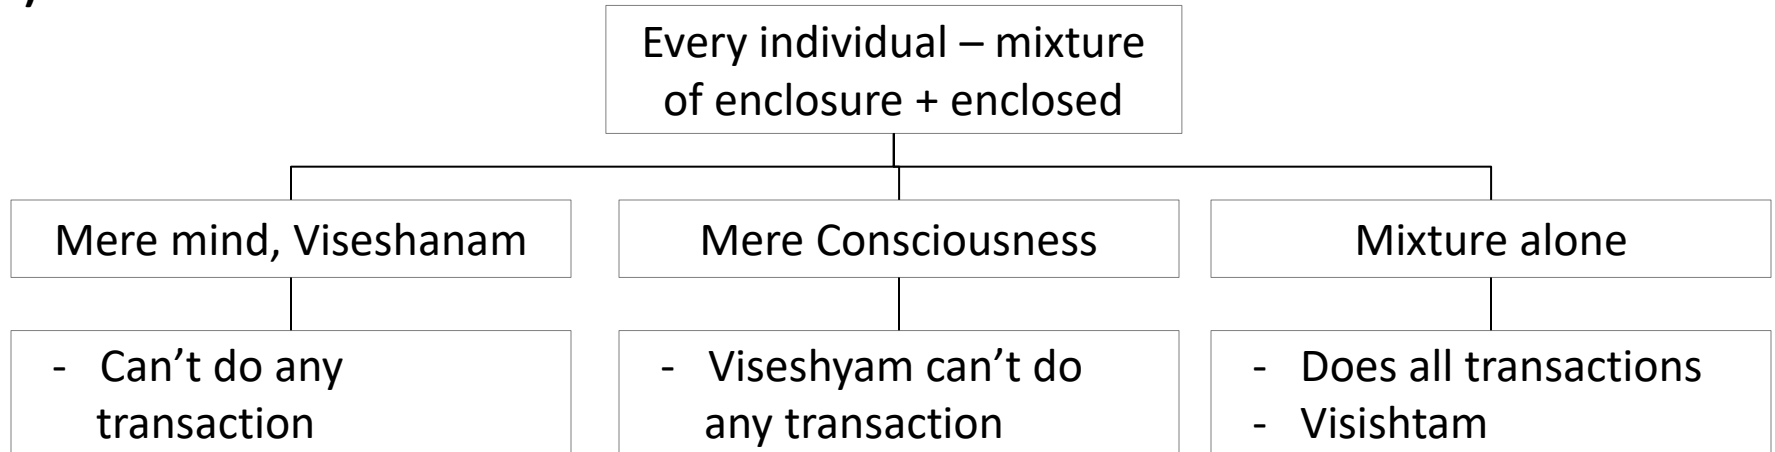 Every individual – mixture
of enclosure + enclosed
Mere mind, Viseshanam
Mere Consciousness
Mixture alone
- Can’t do any
transaction
- Viseshyam can’t do
any transaction
- Does all transactions
- Visishtam